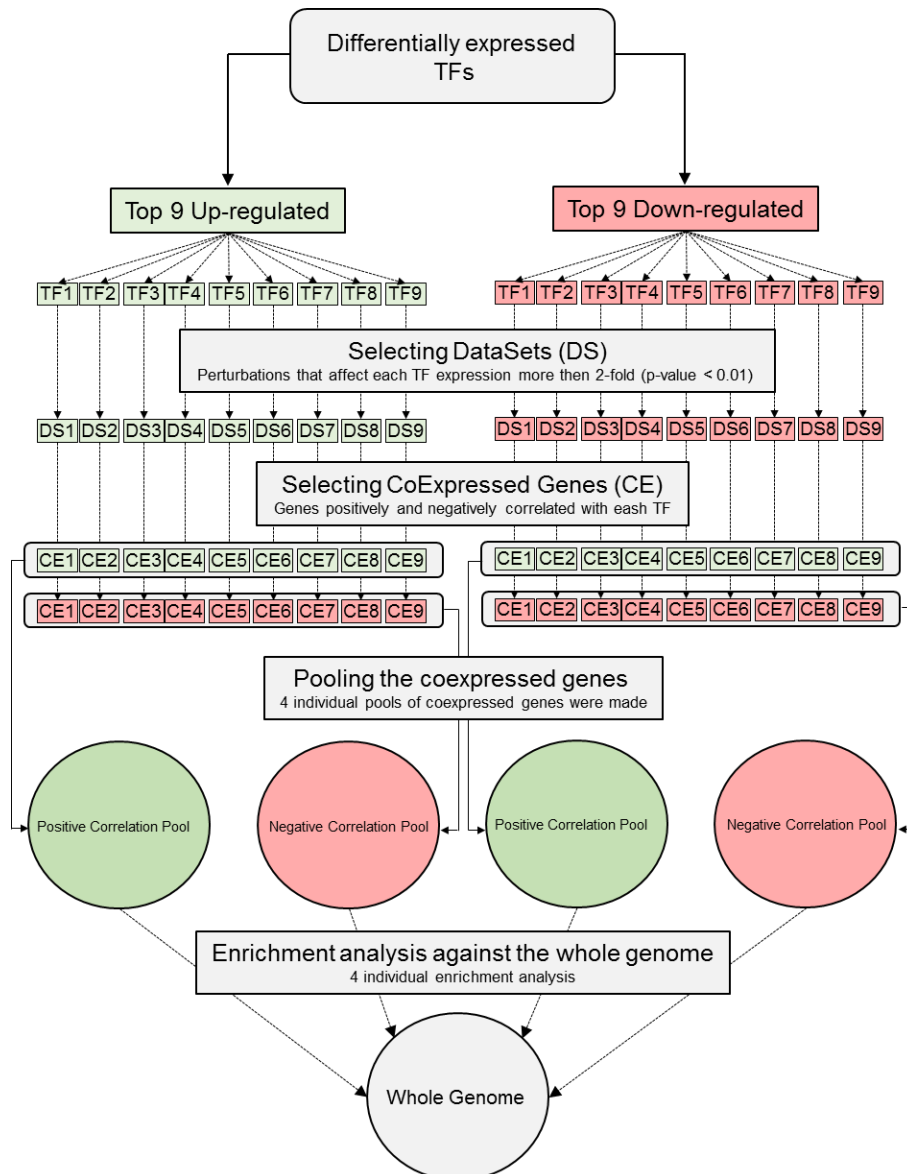 Differentially expressed
TFs
Top 9 Up-regulated
Top 9 Down-regulated
TF1 TF2 TF3 TF4 TF5 TF6 TF7 TF8 TF9
TF1 TF2 TF3 TF4 TF5 TF6 TF7 TF8 TF9
Selecting DataSets (DS)
Perturbations that affect each TF expression more then 2-fold (p-value < 0.01)
DS1 DS2 DS3 DS4 DS5 DS6 DS7 DS8 DS9
DS1 DS2 DS3 DS4 DS5 DS6 DS7 DS8 DS9
Selecting CoExpressed Genes (CE)
Genes positively and negatively correlated with each TF
CE1 CE2 CE3 CE4 CE5 CE6 CE7 CE8 CE9
CE1 CE2 CE3 CE4 CE5 CE6 CE7 CE8 CE9
CE1 CE2 CE3 CE4 CE5 CE6 CE7 CE8 CE9
CE1 CE2 CE3 CE4 CE5 CE6 CE7 CE8 CE9
Pooling the coexpressed genes
4 individual pools of coexpressed genes were made
Positive Correlation Pool
Negative Correlation Pool
Positive Correlation Pool
Negative Correlation Pool
Enrichment analysis against the whole genome
4 individual enrichment analysis
Whole Genome